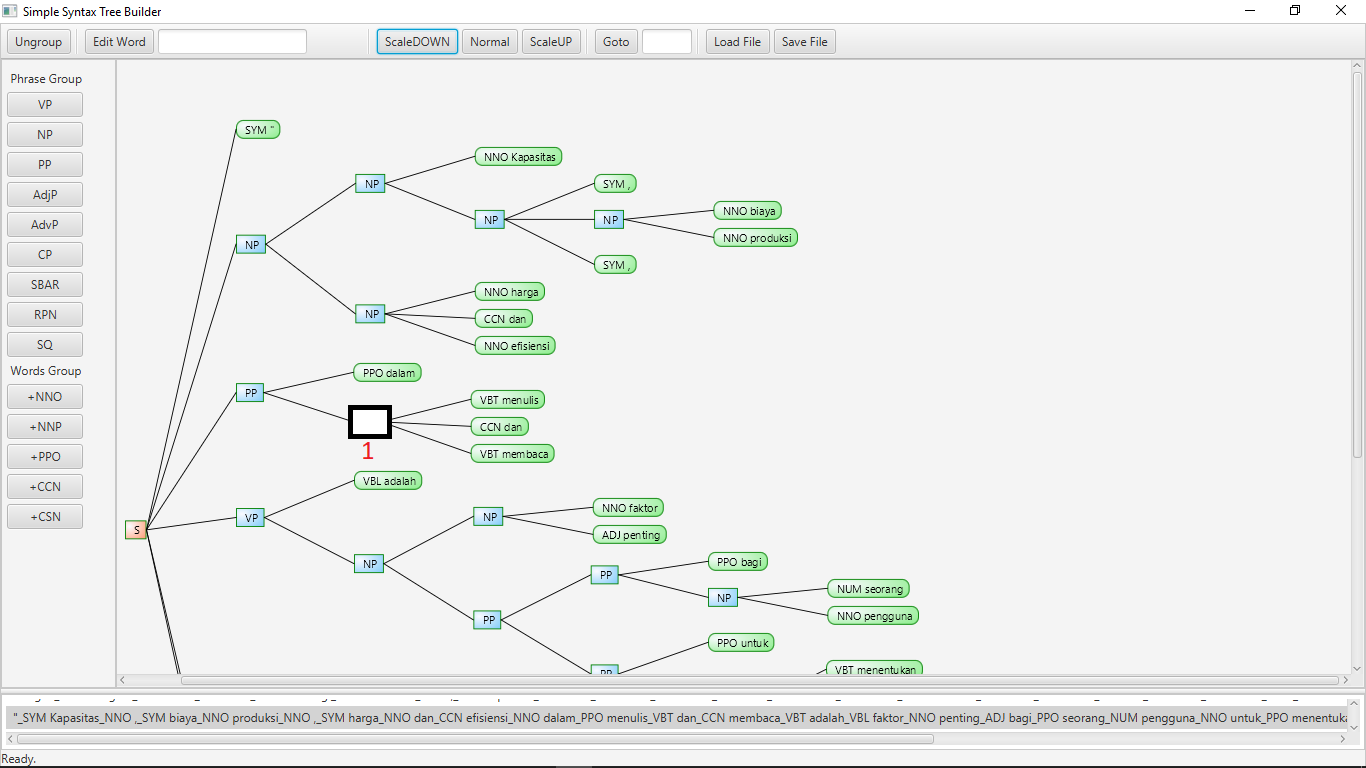 Simple Syntax Tree Builder
Ungroup Edit Word ScaleDOWN Normal ScaleUP Goto Load File Save File
Phrase Group
VP
NP
PP
AdjP
AdvP
CP
SBAR
RPN
SQ
Words Group
+NNO
+NNP
+PPO
+CCN
+CSN
SYM "
NNO Kapasitas
NP
SYM ,
NNO biaya
NP
NP
NNO produksi
NP
SYM ,
NNO harga
NP
CCN dan
NNO efisiensi
PPO dalam
PP
VBT menulis
CCN dan
1
VBT membaca
VBL adalah
NNO faktor
VP
NP
S
ADJ penting
PPO bagi
NP
PP
NUM seorang
NP
NNO pengguna
PP
PPO untuk
PP
VBT menentukan
"_SYM Kapasitas_NNO ,_SYM biaya_NNO produksi_NNO ,_SYM harga_NNO dan_CCN efisiensi_NNO dalam_PPO menulis_VBT dan_CCN membaca_VBT adalah_VBL faktor_NNO penting_ADJ bagi_PPO seorang_NUM pengguna_NNO untuk_PPO menentuka
Ready.